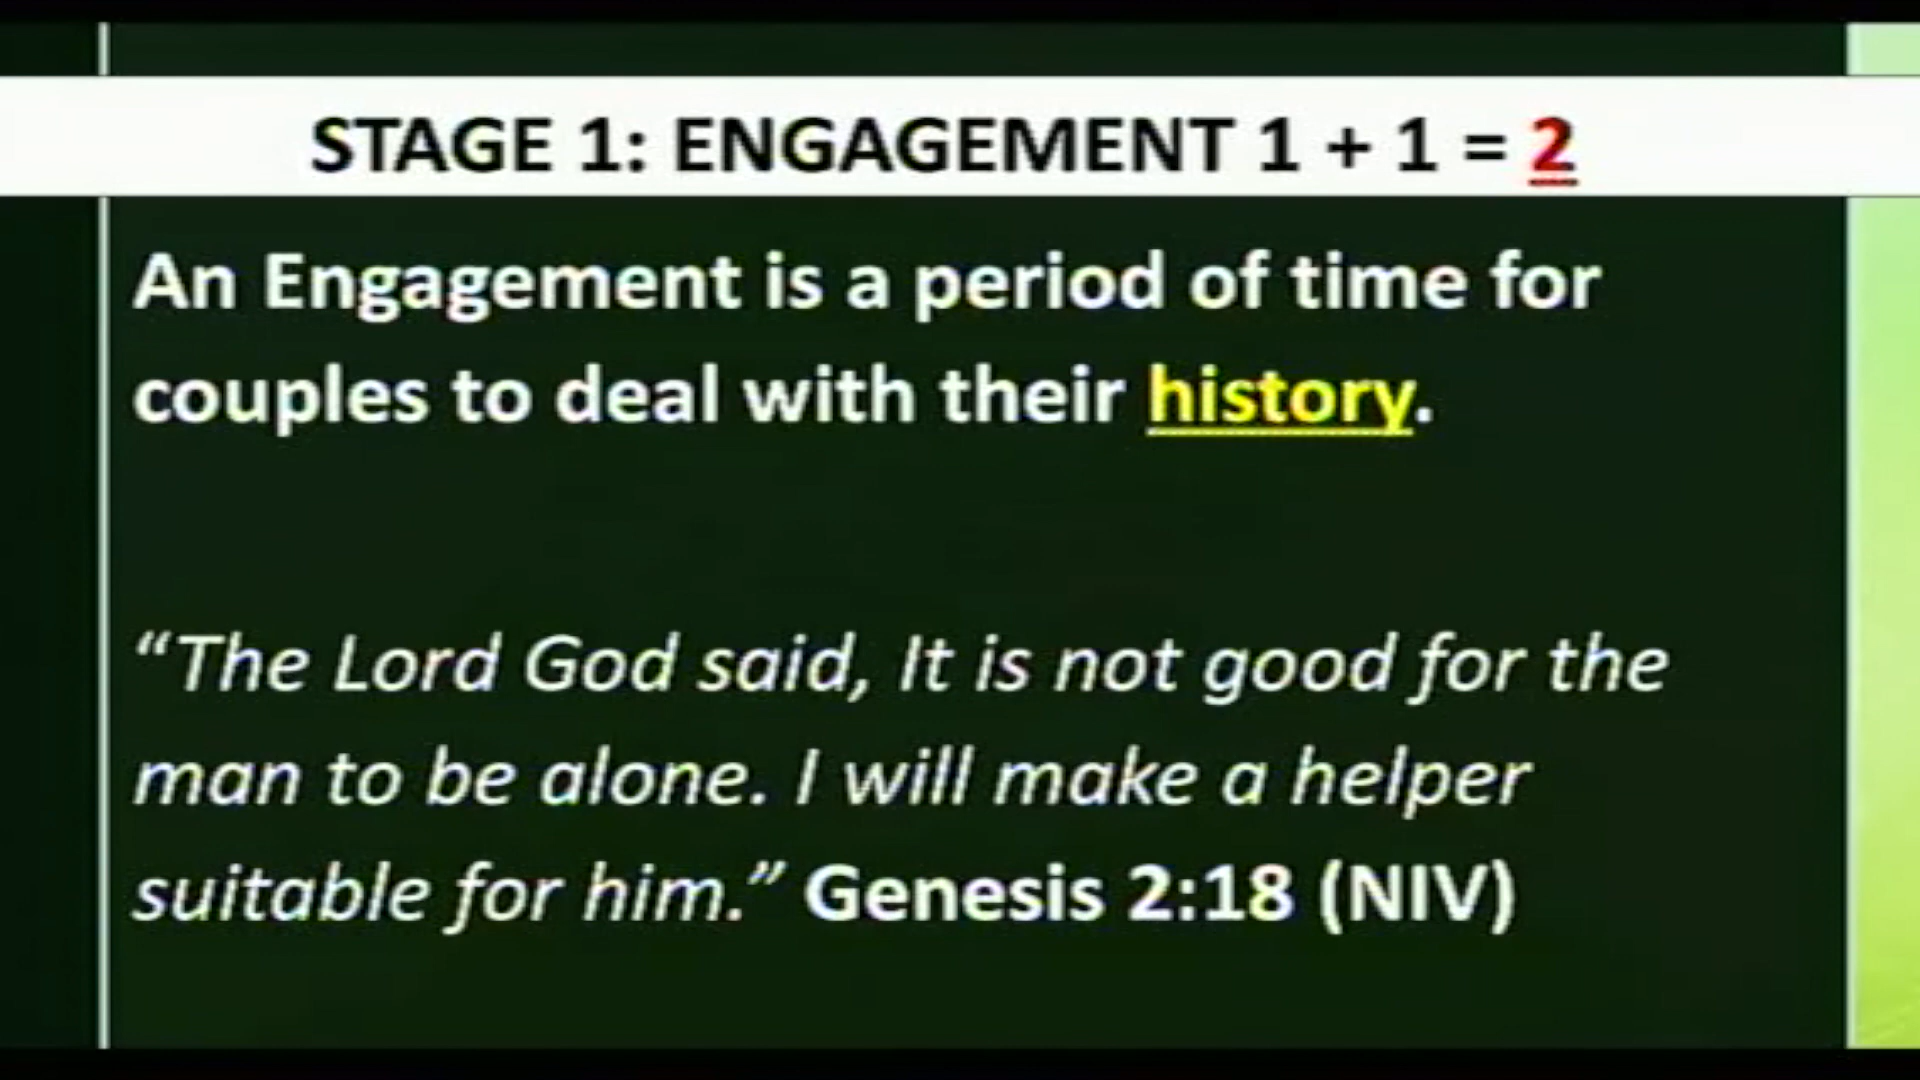 STAGE 1: ENGAGEMENT 1 + 1 = 2
An Engagement is a period of time for
couples to deal with their history.
“The Lord God said, It is not good for the
man to be alone. I will make a helper
suitable for him.” Genesis 2:18 (NIV)